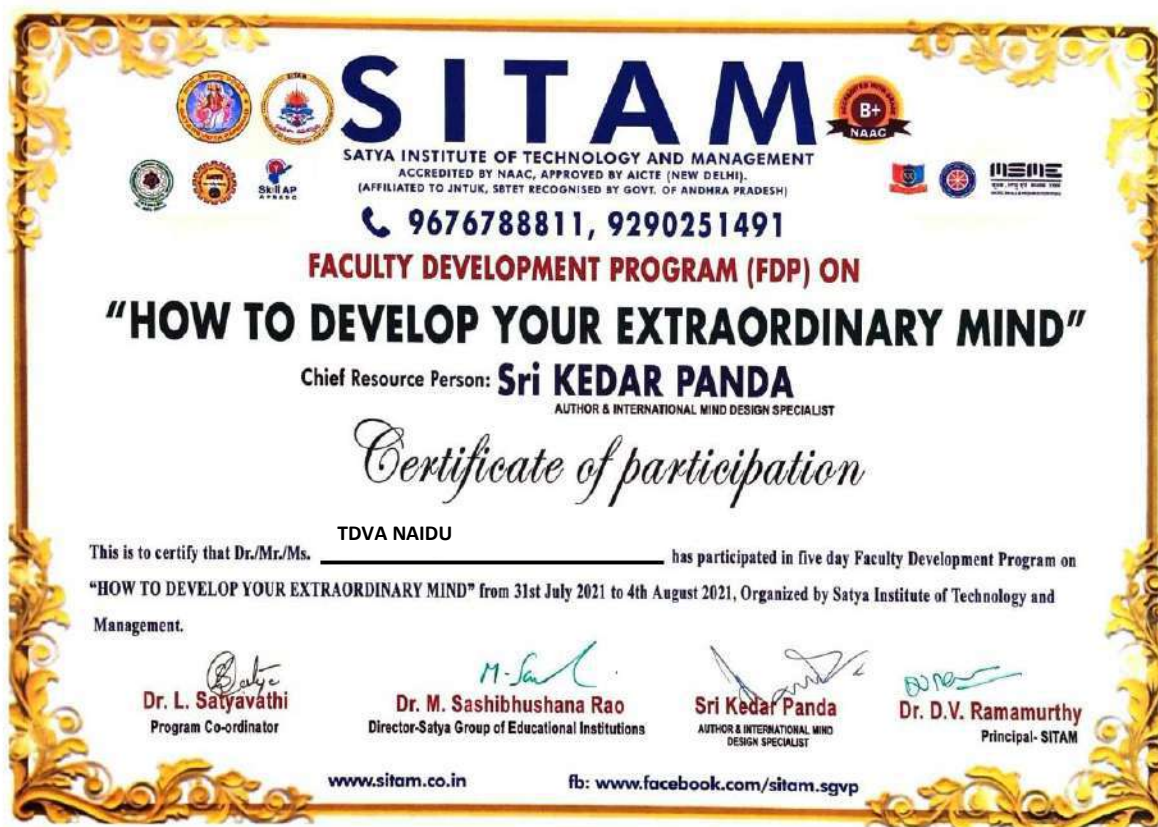 SITAM
SITAM
B+
NAAC
SATYA INSTITUTE OF TECHNOLOGY AND MANAGEMENT
ACCREDITED BY NAAC, APPROVED BY AICTE (NEW DELHI).
(AFFILIATED TO JNTUK, SBTET RECOGNISED BY GOVT. OF ANDHRA PRADESH)
Skill AP
MSME
9676788811, 9290251491
FACULTY DEVELOPMENT PROGRAM (FDP) ON
"HOW TO DEVELOP YOUR EXTRAORDINARY MIND"
Chief Resource Person: Sri KEDAR PANDA
AUTHOR & INTERNATIONAL MIND DESIGN SPECIALIST
Certificate of participation
TDVA NAIDU
This is to certify that Dr./Mr./Ms. has participated in five day Faculty Development Program on
"HOW TO DEVELOP YOUR EXTRAORDINARY MIND" from 31st July 2021 to 4th August 2021, Organized by Satya Institute of Technology and
Management.
Dr. L. Satyavathi
Program Co-ordinator
Dr. M. Sashibhushana Rao
Director-Satya Group of Educational Institutions
Sri Kedar Panda
AUTHOR & INTERNATIONAL MIND
DESIGN SPECIALIST
Dr. D.V. Ramamurthy
Principal- SITAM
www.sitam.co.in
fb: www.facebook.com/sitam.sgvp